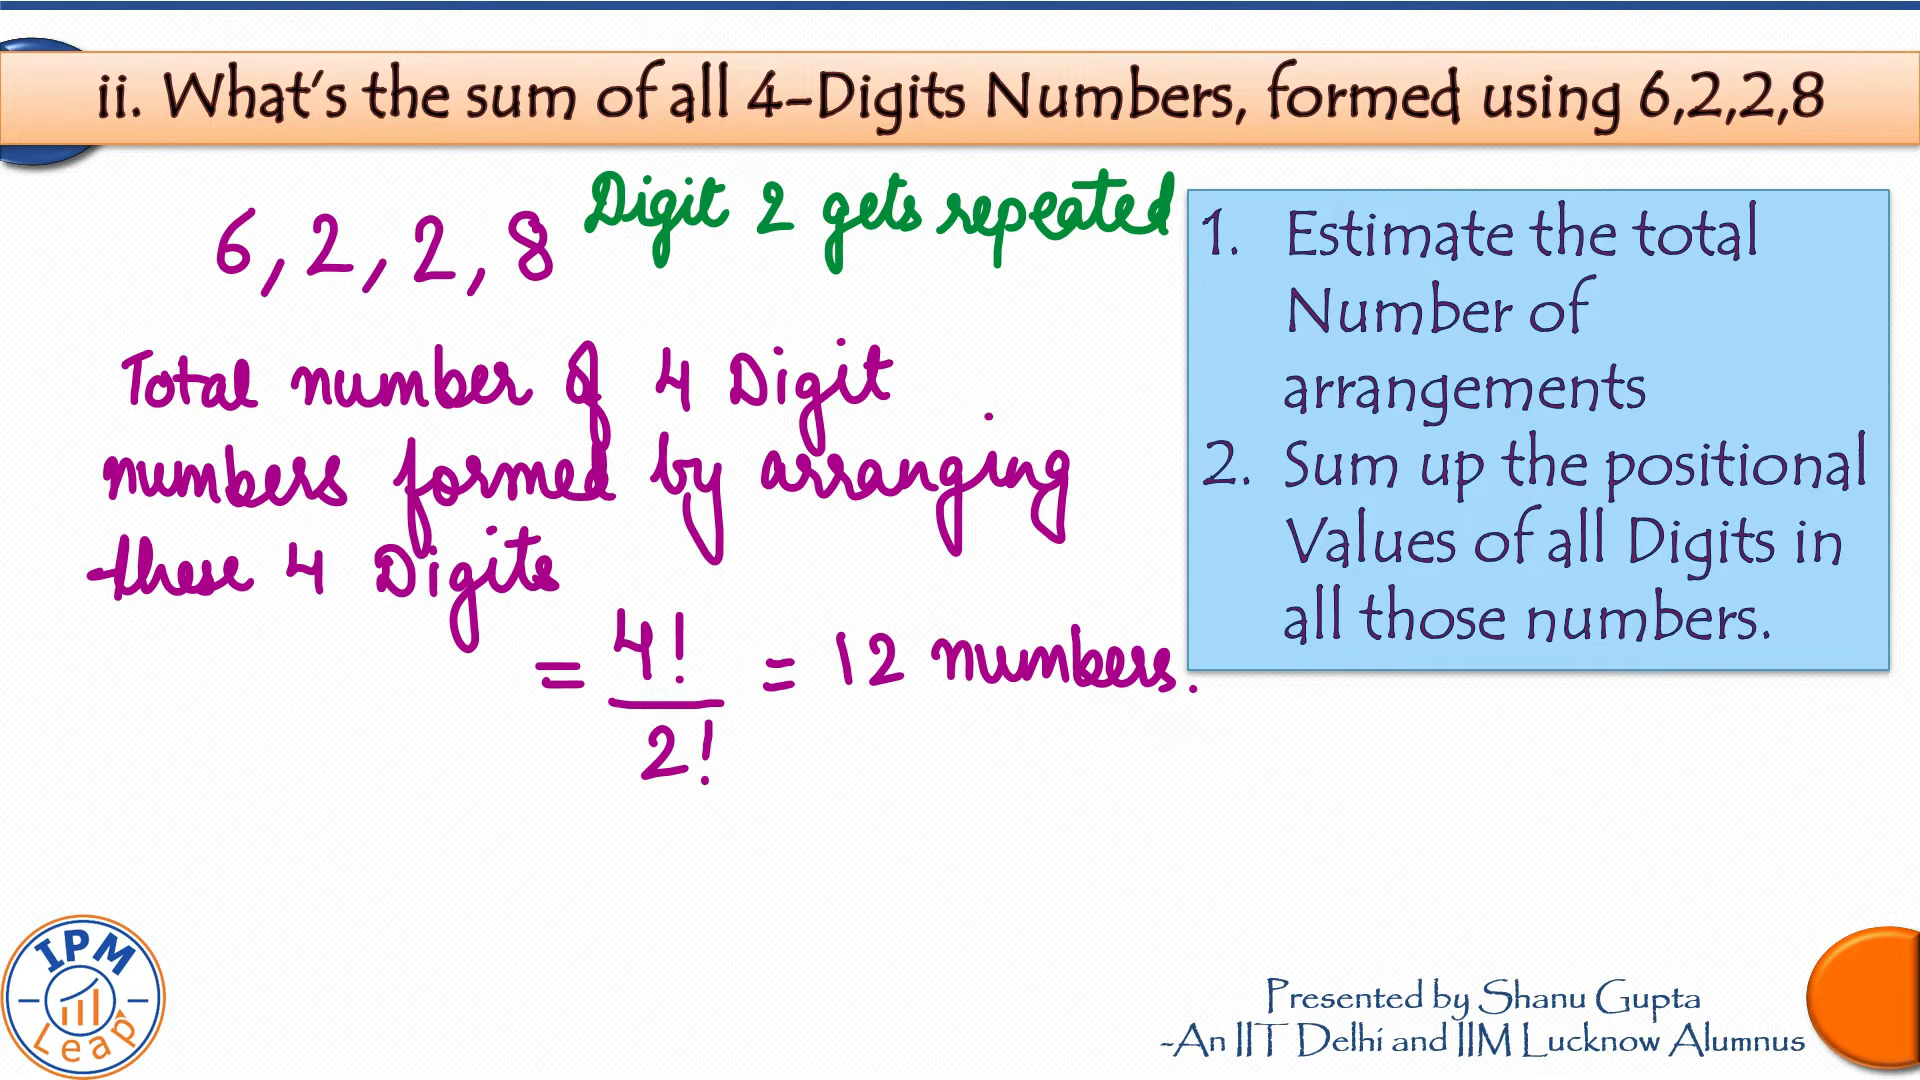 ii. What's the sum of all 4-Digits Numbers, formed using 6,2,2,8
6, 2, 2, 8 Digit 2 gets repeated
Total number of 4 Digit
numbers formed by arranging
these 4 Digits
= 4! / 2! = 12 numbers.
1. Estimate the total
Number of
arrangements
2. Sum up the positional
Values of all Digits in
all those numbers.
IPM
Leap
Presented by Shanu Gupta
-An IIT Delhi and IIM Lucknow Alumnus